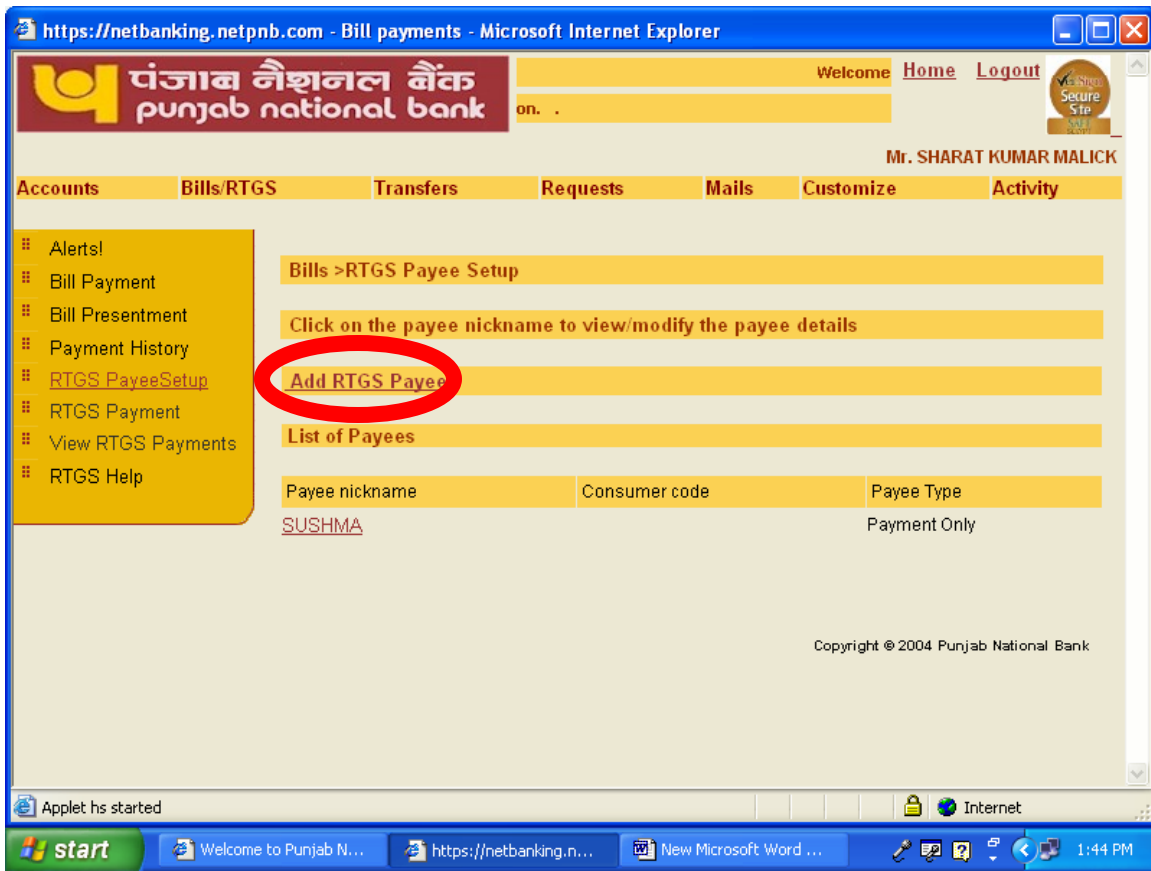 https://netbanking.netpnb.com - Bill payments - Microsoft Internet Explorer
पंजाब नैशनल बैंक
punjab national bank
Welcome Home Logout
on. .
VeriSign
Secure
Site
Mr. SHARAT KUMAR MALICK
Accounts Bills/RTGS Transfers Requests Mails Customize Activity
Alerts!
Bill Payment
Bill Presentment
Payment History
RTGS PayeeSetup
RTGS Payment
View RTGS Payments
RTGS Help
Bills >RTGS Payee Setup
Click on the payee nickname to view/modify the payee details
Add RTGS Payee
List of Payees
Payee nickname Consumer code Payee Type
SUSHMA Payment Only
Copyright © 2004 Punjab National Bank
Applet hs started Internet
start Welcome to Punjab N... https://netbanking.n... New Microsoft Word ... 1:44 PM